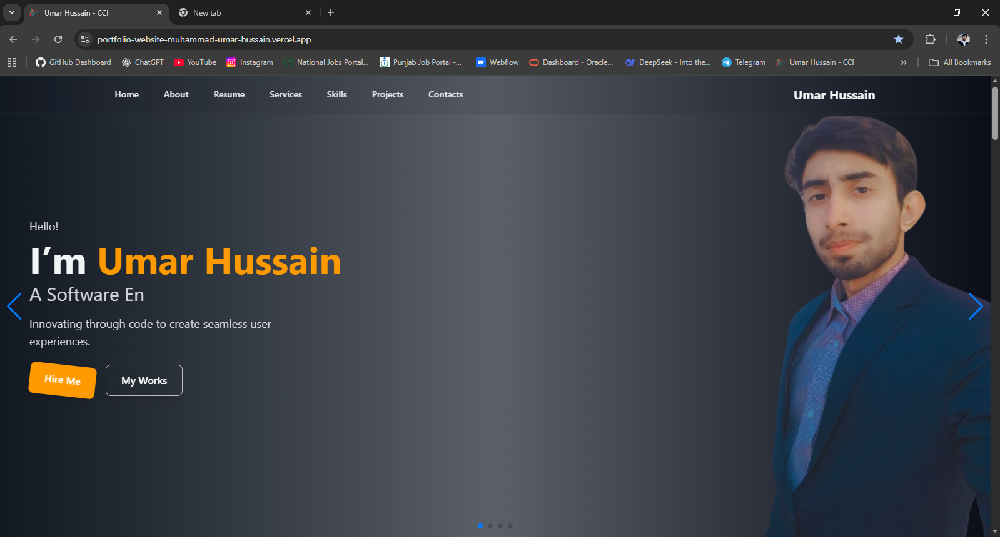 Umar Hussain - CCI
New tab
portfolio-website-muhammad-umar-hussain.vercel.app
GitHub Dashboard
ChatGPT
YouTube
Instagram
National Jobs Portal...
Punjab Job Portal -...
Webflow
Dashboard - Oracle...
DeepSeek - Into the...
Telegram
Umar Hussain - CCI
All Bookmarks
Home
About
Resume
Services
Skills
Projects
Contacts
Umar Hussain
Hello!
I’m Umar Hussain
A Software En
Innovating through code to create seamless user
experiences.
Hire Me
My Works